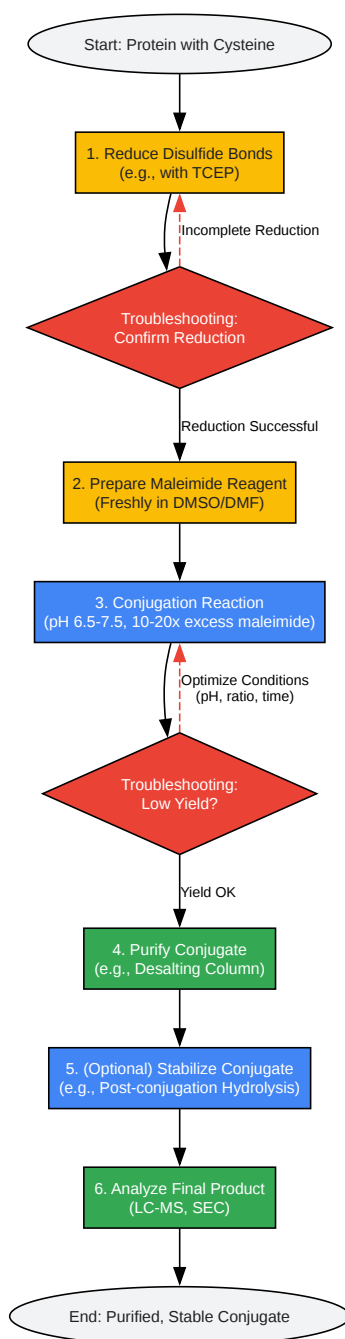 Start: Protein with Cysteine
1. Reduce Disulfide Bonds
(e.g., with TCEP)
Incomplete Reduction
Troubleshooting:
Confirm Reduction
Reduction Successful
2. Prepare Maleimide Reagent
(Freshly in DMSO/DMF)
3. Conjugation Reaction
(pH 6.5-7.5, 10-20x excess maleimide)
Optimize Conditions
(pH, ratio, time)
Troubleshooting:
Low Yield?
Yield OK
4. Purify Conjugate
(e.g., Desalting Column)
5. (Optional) Stabilize Conjugate
(e.g., Post-conjugation Hydrolysis)
6. Analyze Final Product
(LC-MS, SEC)
End: Purified, Stable Conjugate